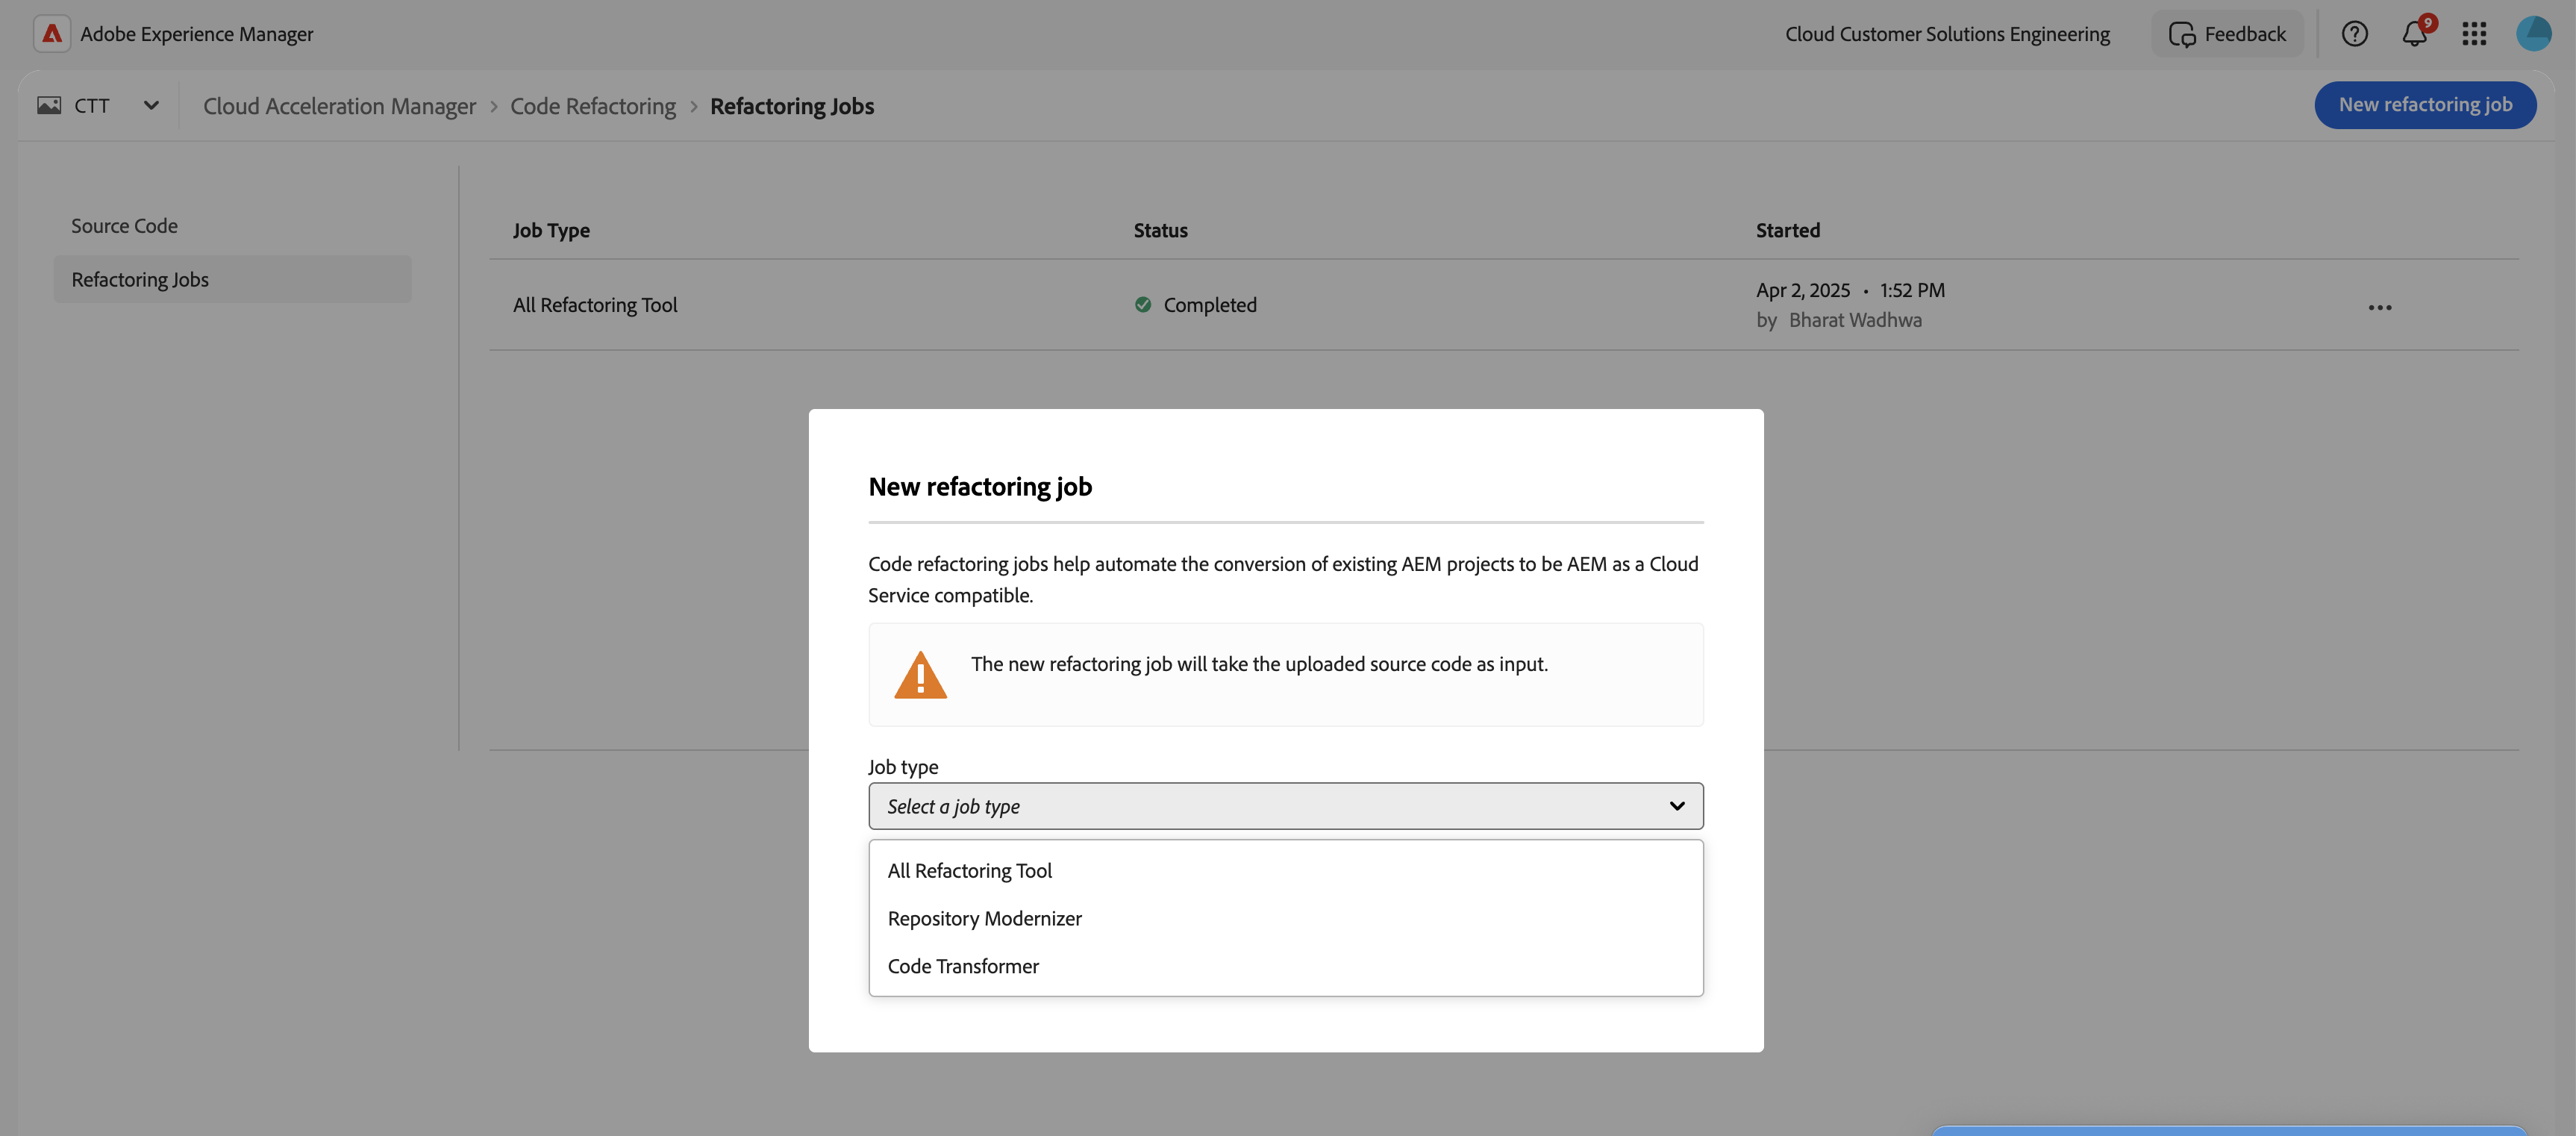 Adobe Experience Manager
Cloud Customer Solutions Engineering
Feedback
9
CTT
Cloud Acceleration Manager > Code Refactoring > Refactoring Jobs
New refactoring job
Source Code
Refactoring Jobs
Job Type
Status
Started
All Refactoring Tool
Completed
Apr 2, 2025 • 1:52 PM
by Bharat Wadhwa
New refactoring job
Code refactoring jobs help automate the conversion of existing AEM projects to be AEM as a Cloud
Service compatible.
The new refactoring job will take the uploaded source code as input.
Job type
Select a job type
All Refactoring Tool
Repository Modernizer
Code Transformer